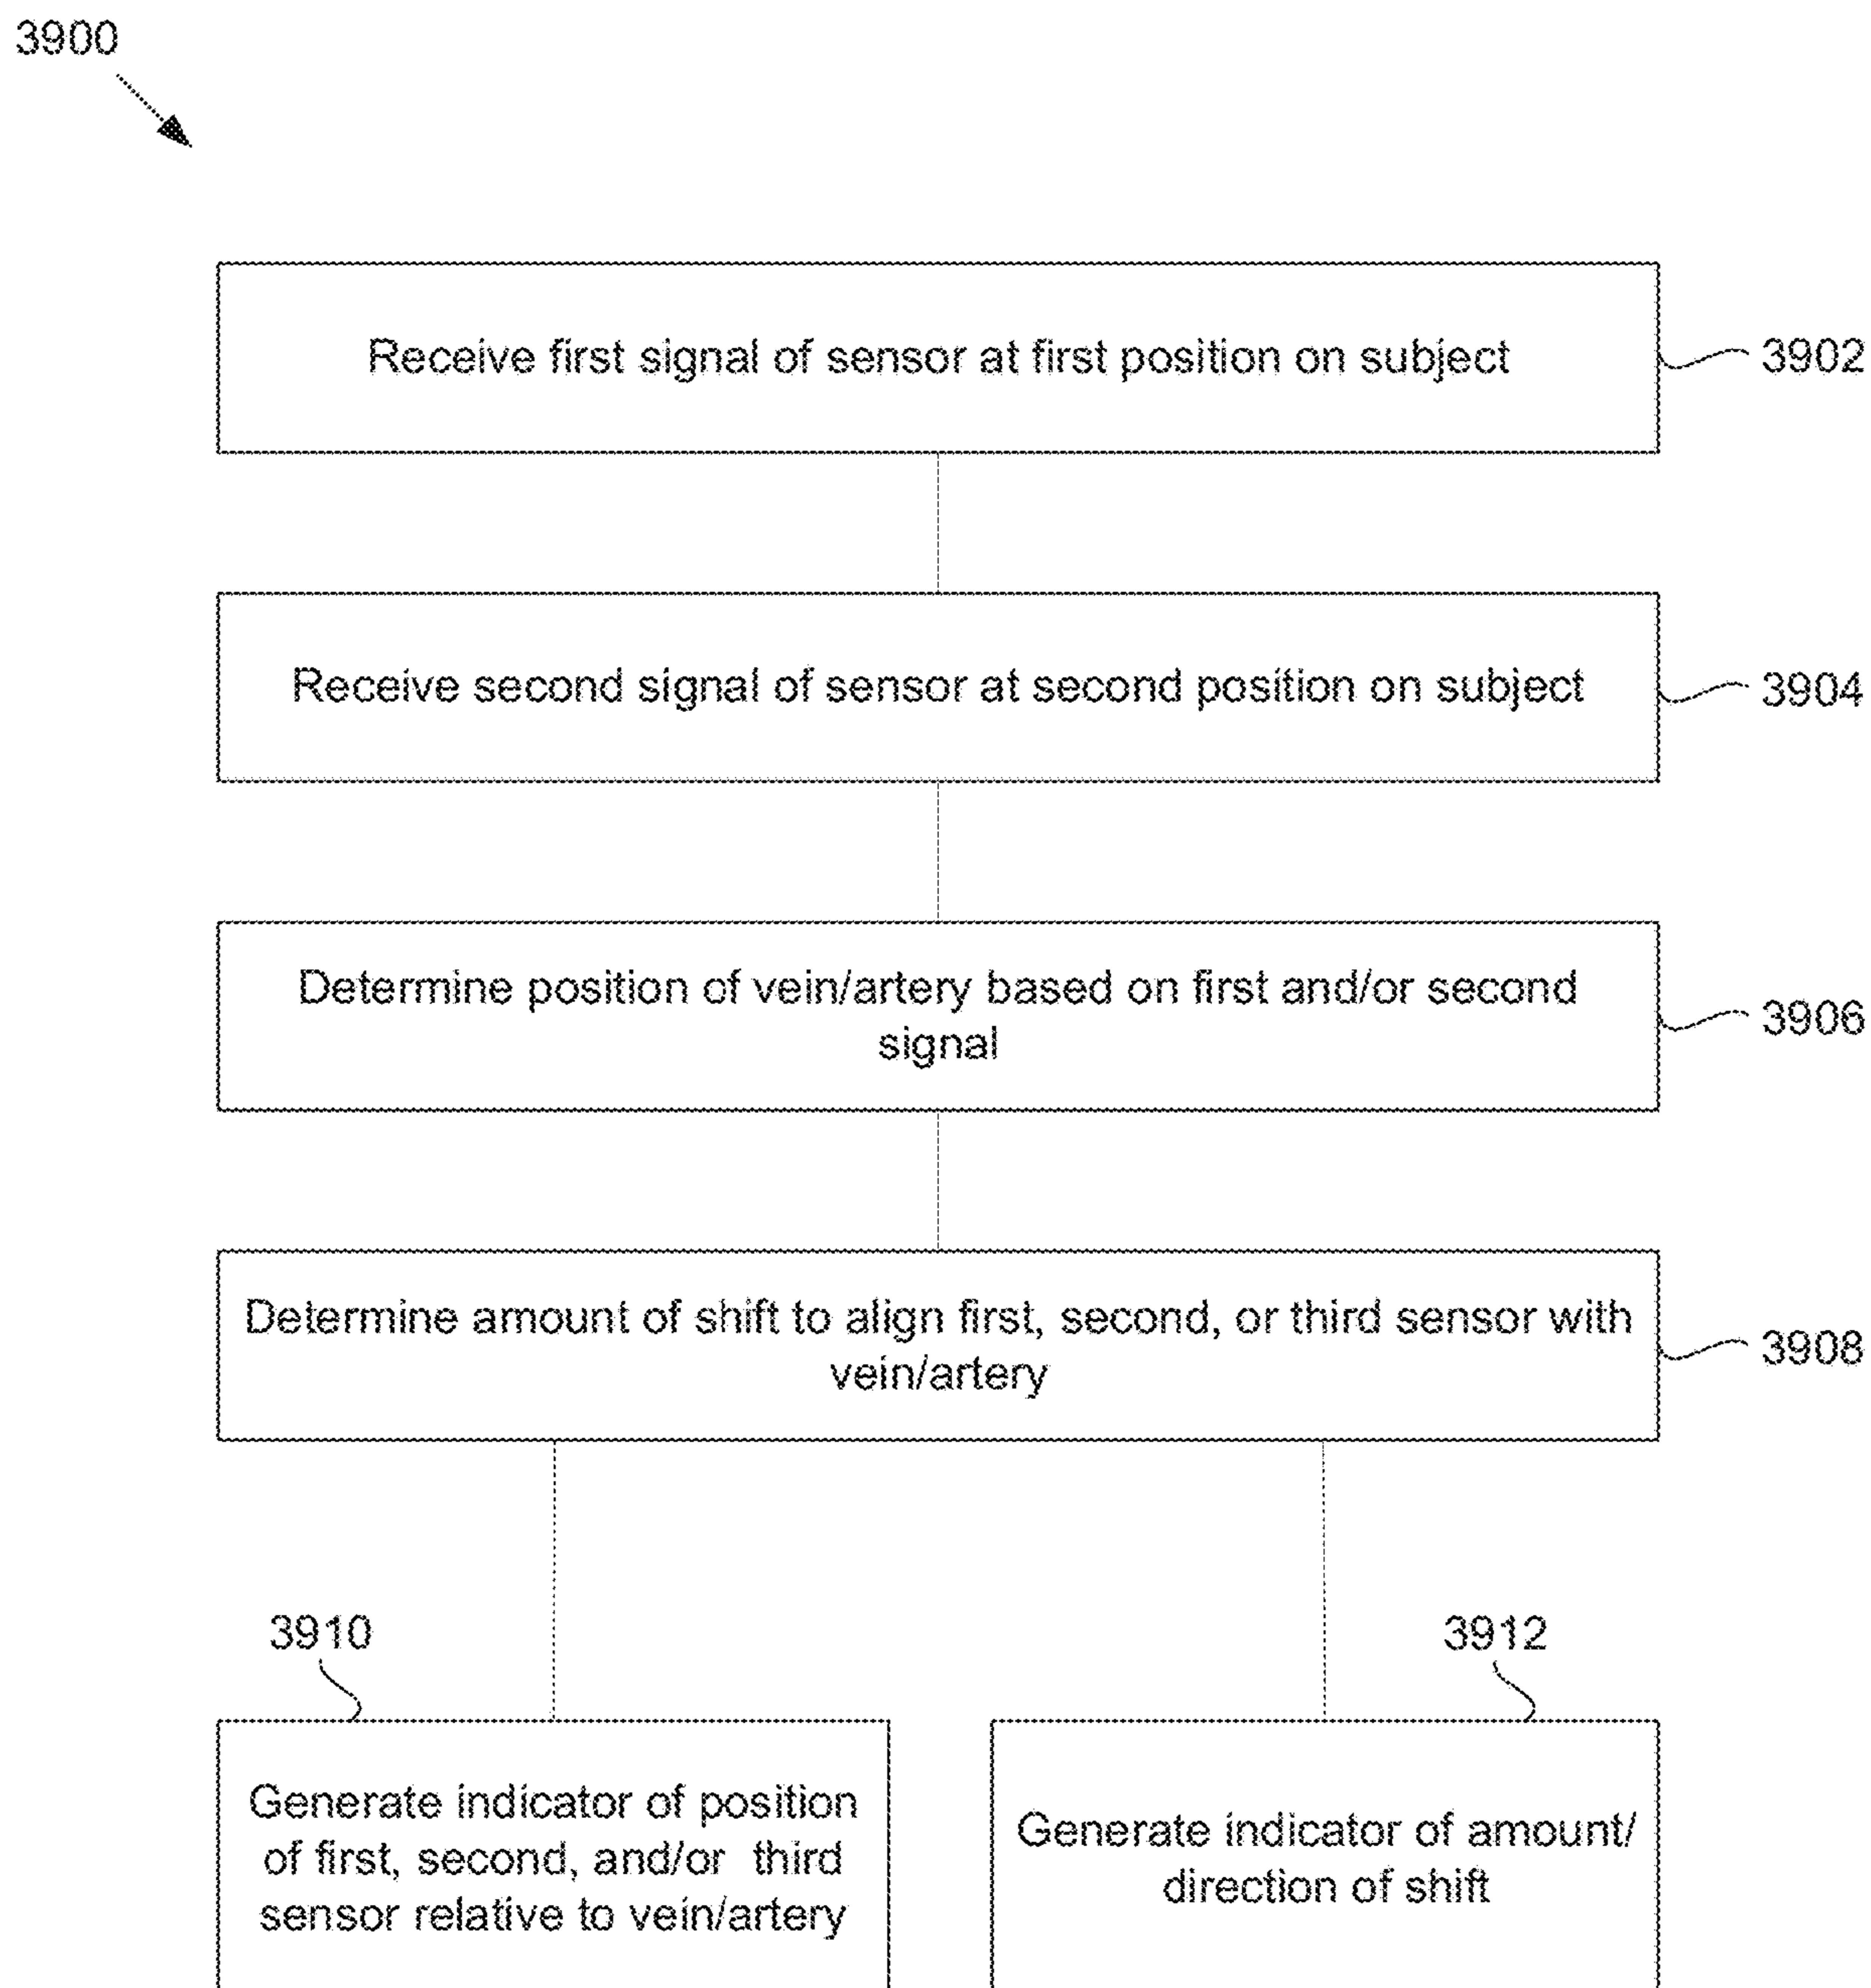 3900
Receive first signal of sensor at first position on subject
3902
Receive second signal of sensor at second position on subject
3904
Determine position of vein/artery based on first and/or second
signal
3906
Determine amount of shift to align first, second, or third sensor with
vein/artery
3908
3910
3912
Generate indicator of position
of first, second, and/or third
sensor relative to vein/artery
Generate indicator of amount/
direction of shift